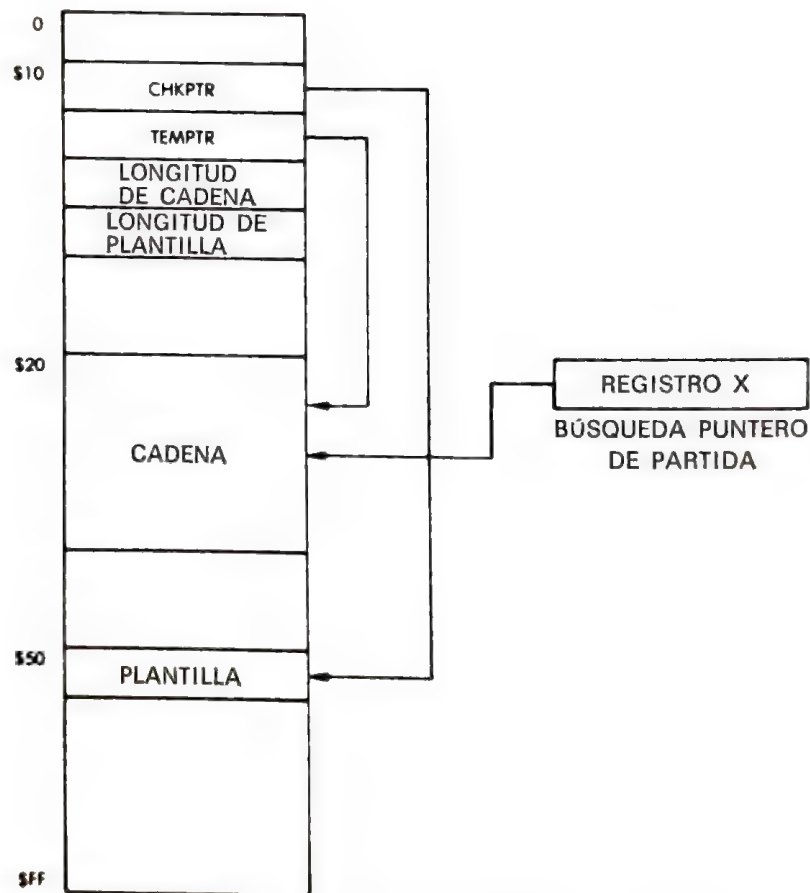 0
$10
CHKPTR
TEMPTR
LONGITUD
DE CADENA
LONGITUD DE
PLANTILLA
$20
CADENA
REGISTRO X
BÚSQUEDA PUNTERO
DE PARTIDA
$50
PLANTILLA
$FF